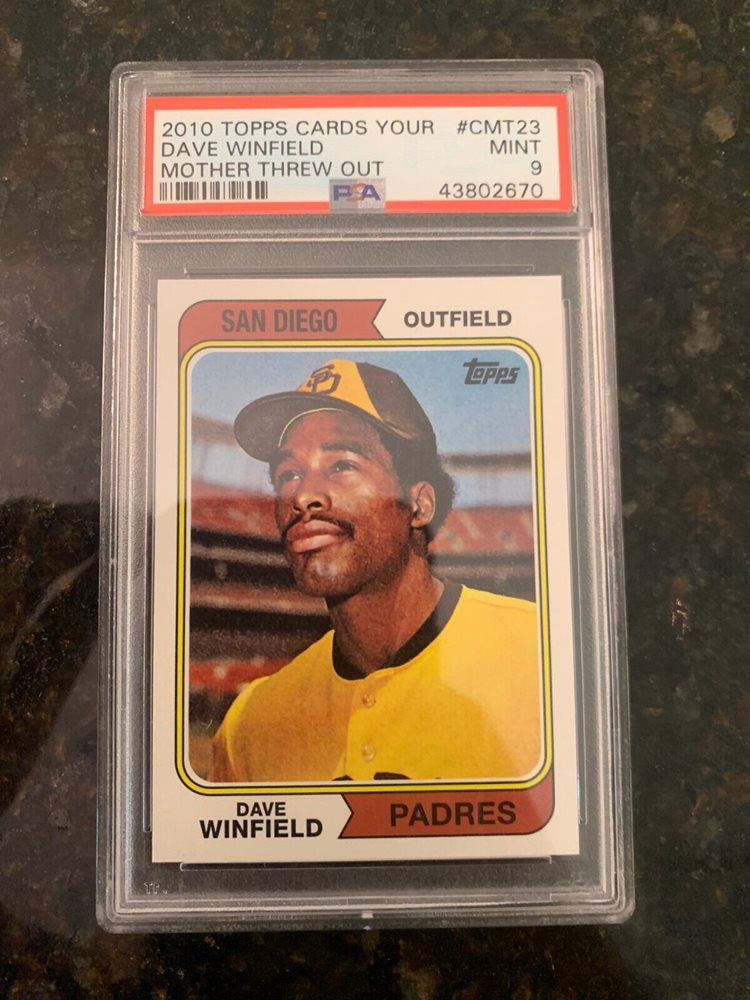 2010 TOPPS CARDS YOUR #CMT23
DAVE WINFIELD MINT
MOTHER THREW OUT 9
PSA 43802670
SAN DIEGO OUTFIELD
Topps
SD
DAVE
WINFIELD
PADRES